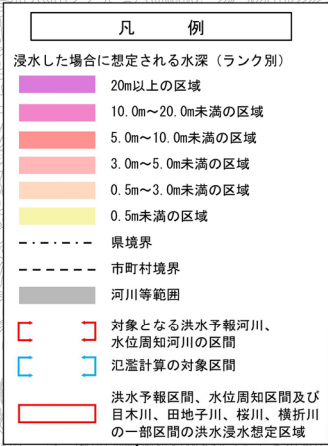 凡　例
浸水した場合に想定される水深（ランク別）
20m以上の区域
10.0m～20.0m未満の区域
5.0m～10.0m未満の区域
3.0m～5.0m未満の区域
0.5m～3.0m未満の区域
0.5m未満の区域
県境界
市町村境界
河川等範囲
対象となる洪水予報河川、
水位周知河川の区間
氾濫計算の対象区間
洪水予報区間、水位周知区間及び
目木川、田地子川、桜川、横折川
の一部区間の洪水浸水想定区域